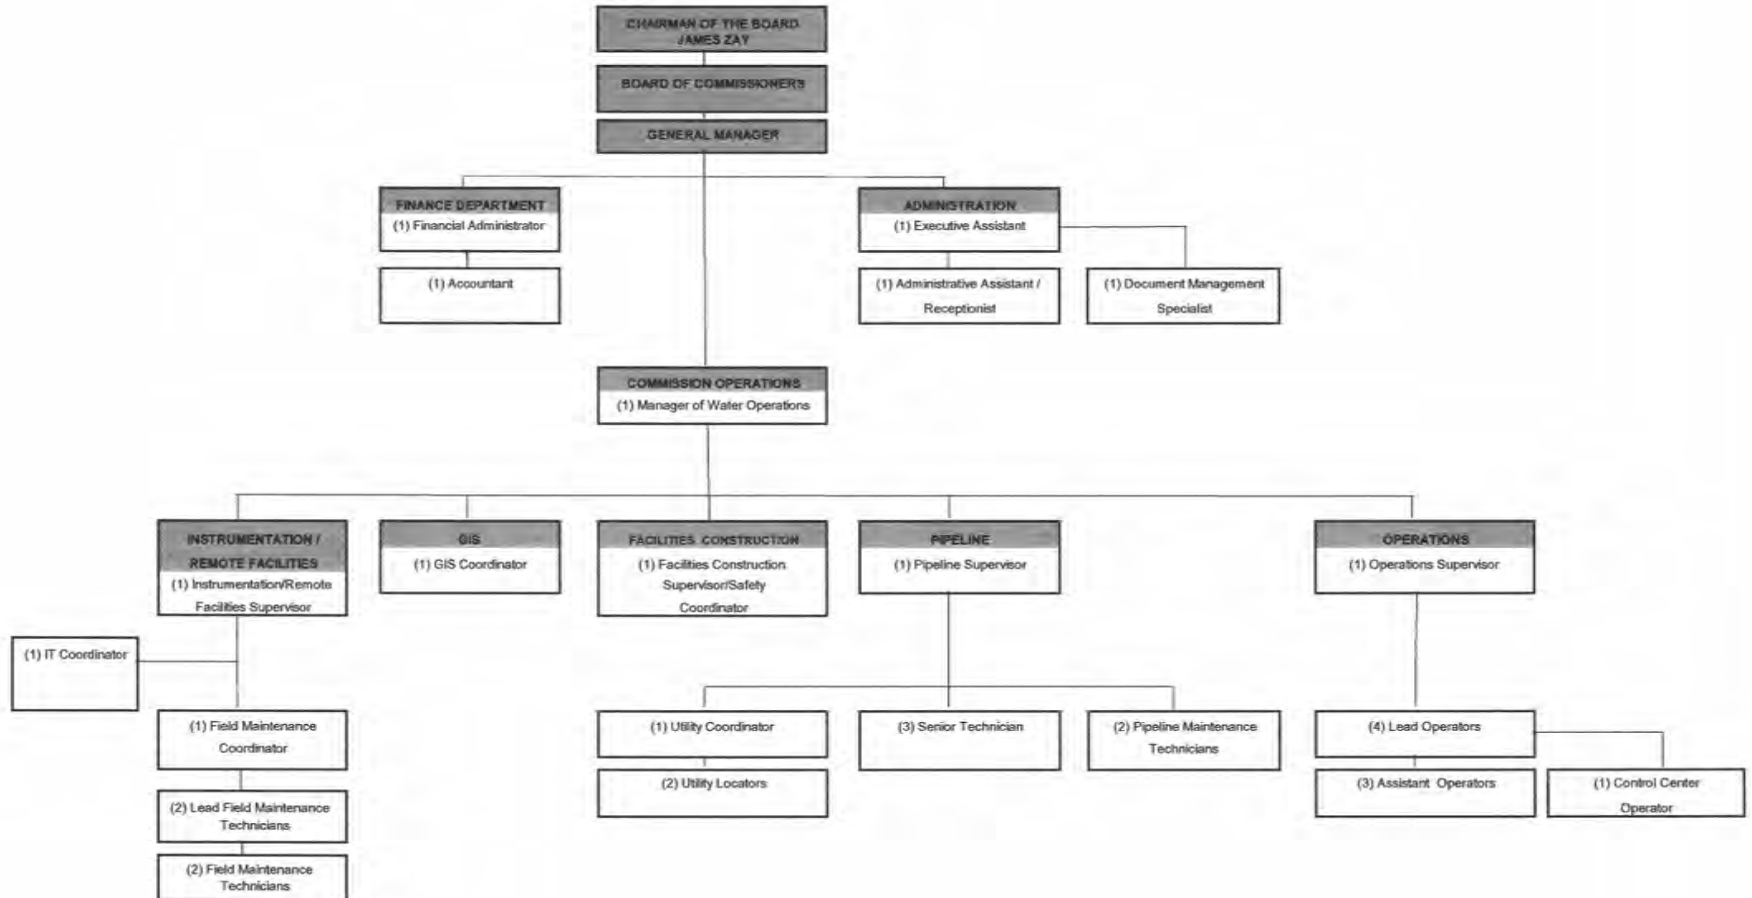 CHAIRMAN OF THE BOARD
JAMES ZAY
BOARD OF COMMISSIONERS
GENERAL MANAGER
FINANCE DEPARTMENT
(1) Financial Administrator
(1) Accountant
ADMINISTRATION
(1) Executive Assistant
(1) Administrative Assistant /
Receptionist
(1) Document Management
Specialist
COMMISSION OPERATIONS
(1) Manager of Water Operations
INSTRUMENTATION /
REMOTE FACILITIES
(1) Instrumentation/Remote
Facilities Supervisor
GIS
(1) GIS Coordinator
FACILITIES CONSTRUCTION
(1) Facilities Construction
Supervisor/Safety
Coordinator
PIPELINE
(1) Pipeline Supervisor
OPERATIONS
(1) Operations Supervisor
(1) IT Coordinator
(1) Field Maintenance
Coordinator
(2) Lead Field Maintenance
Technicians
(2) Field Maintenance
Technicians
(1) Utility Coordinator
(2) Utility Locators
(3) Senior Technician
(2) Pipeline Maintenance
Technicians
(4) Lead Operators
(3) Assistant Operators
(1) Control Center
Operator